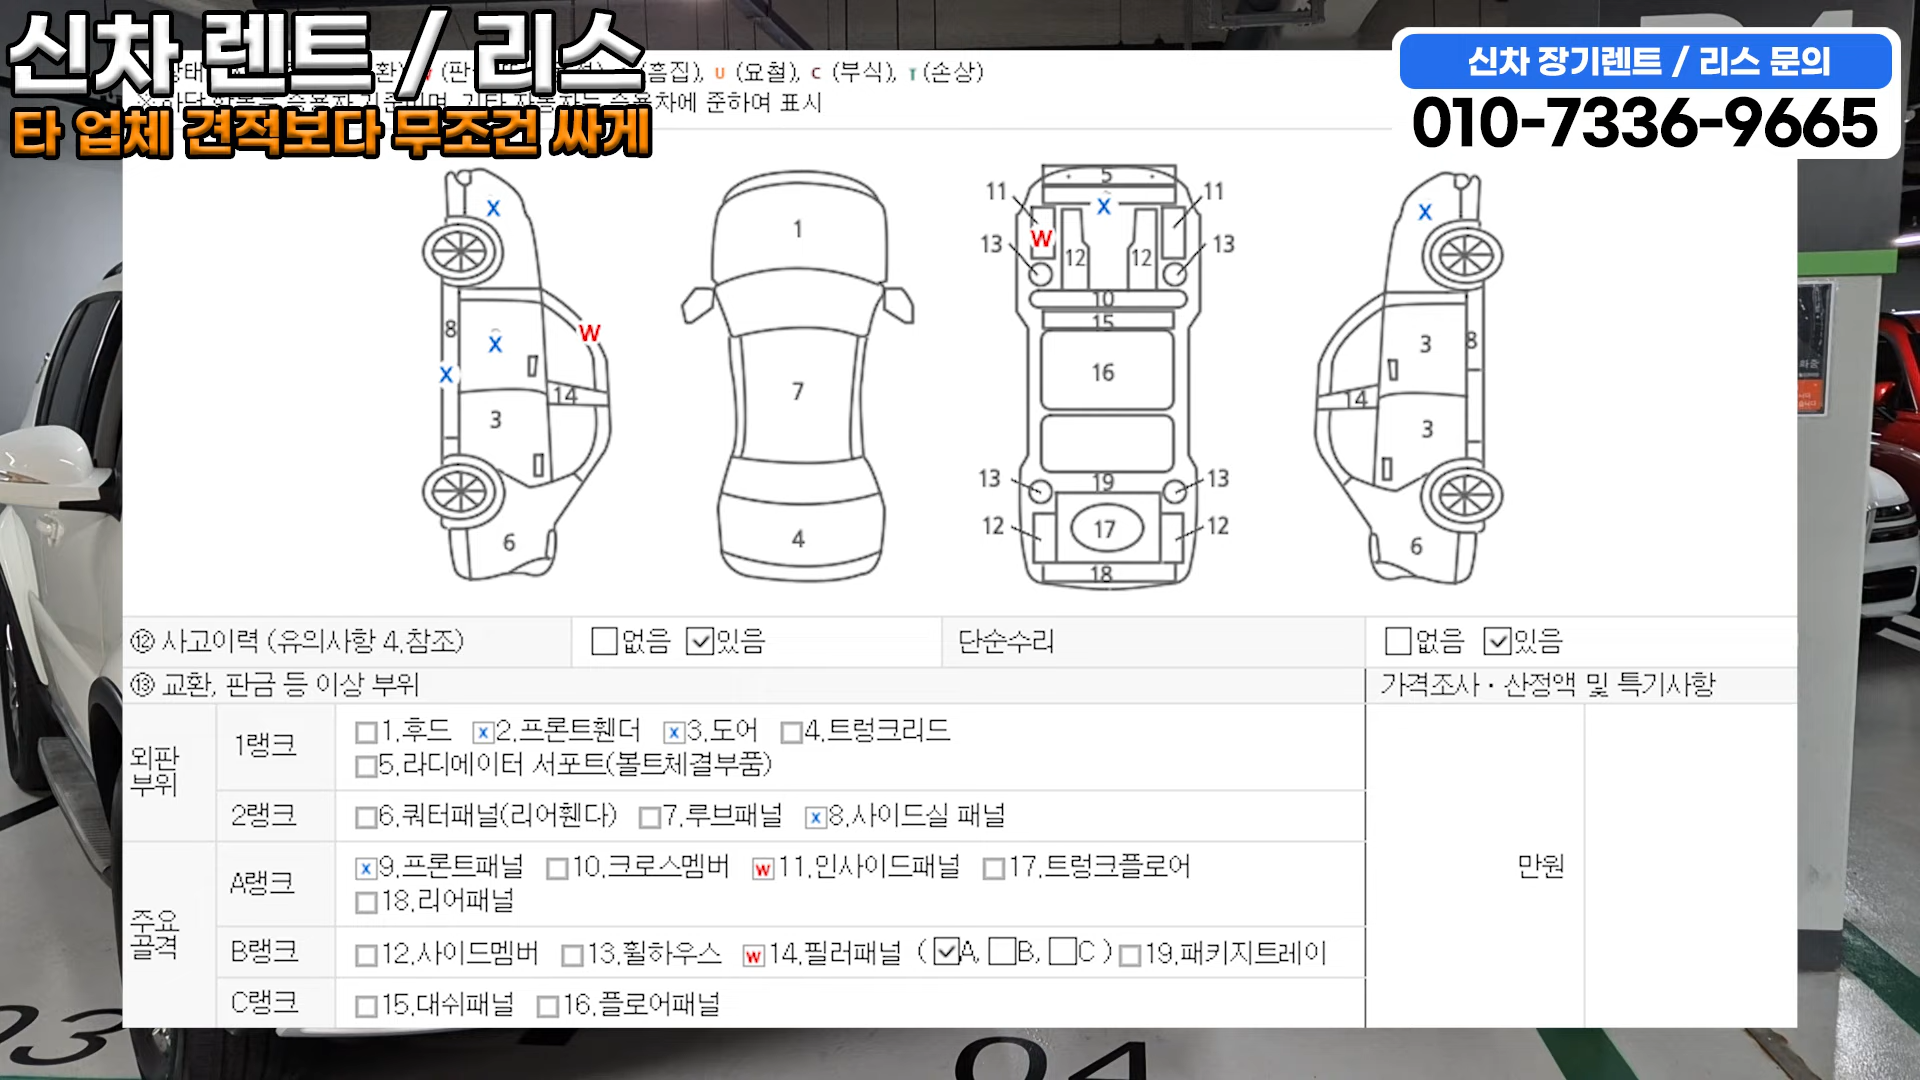 신차 렌트 / 리스
타 업체 견적보다 무조건 싸게
신차 장기렌트 / 리스 문의
010-7336-9665
(흠집), U (요철), C (부식), T (손상)
승용차에 준하여 표시
X 1 11 5 11 X
X
W 13 12 12 13
10
8 X W 15 3 8
X 14 7 16 14
3 3
13 19 13
6 4 12 17 12 6
18
⑫ 사고이력 (유의사항 4.참조) 없음 있음 단순수리 없음 있음
⑬ 교환, 판금 등 이상 부위 가격조사 · 산정액 및 특기사항
외판
부위
1랭크 1.후드 X 2.프론트휀더 X 3.도어 4.트렁크리드
5.라디에이터 서포트(볼트체결부품)
2랭크 6.쿼터패널(리어휀다) 7.루브패널 X 8.사이드실 패널
주요
골격
A랭크 X 9.프론트패널 10.크로스멤버 W 11.인사이드패널 17.트렁크플로어
18.리어패널
만원
B랭크 12.사이드멤버 13.휠하우스 W 14.필러패널 ( A, B, C ) 19.패키지트레이
C랭크 15.대쉬패널 16.플로어패널
04